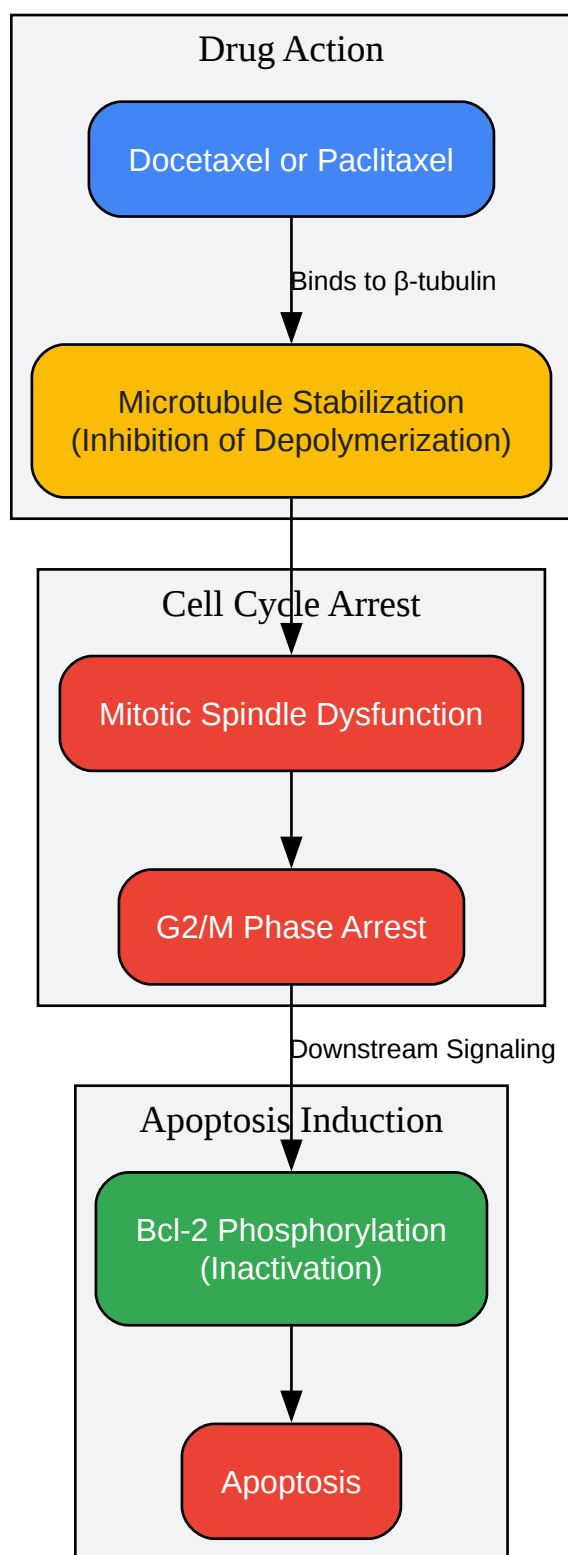 Drug Action
Docetaxel or Paclitaxel
Binds to β-tubulin
Microtubule Stabilization
(Inhibition of Depolymerization)
Cell Cycle Arrest
Mitotic Spindle Dysfunction
G2/M Phase Arrest
Downstream Signaling
Apoptosis Induction
Bcl-2 Phosphorylation
(Inactivation)
Apoptosis